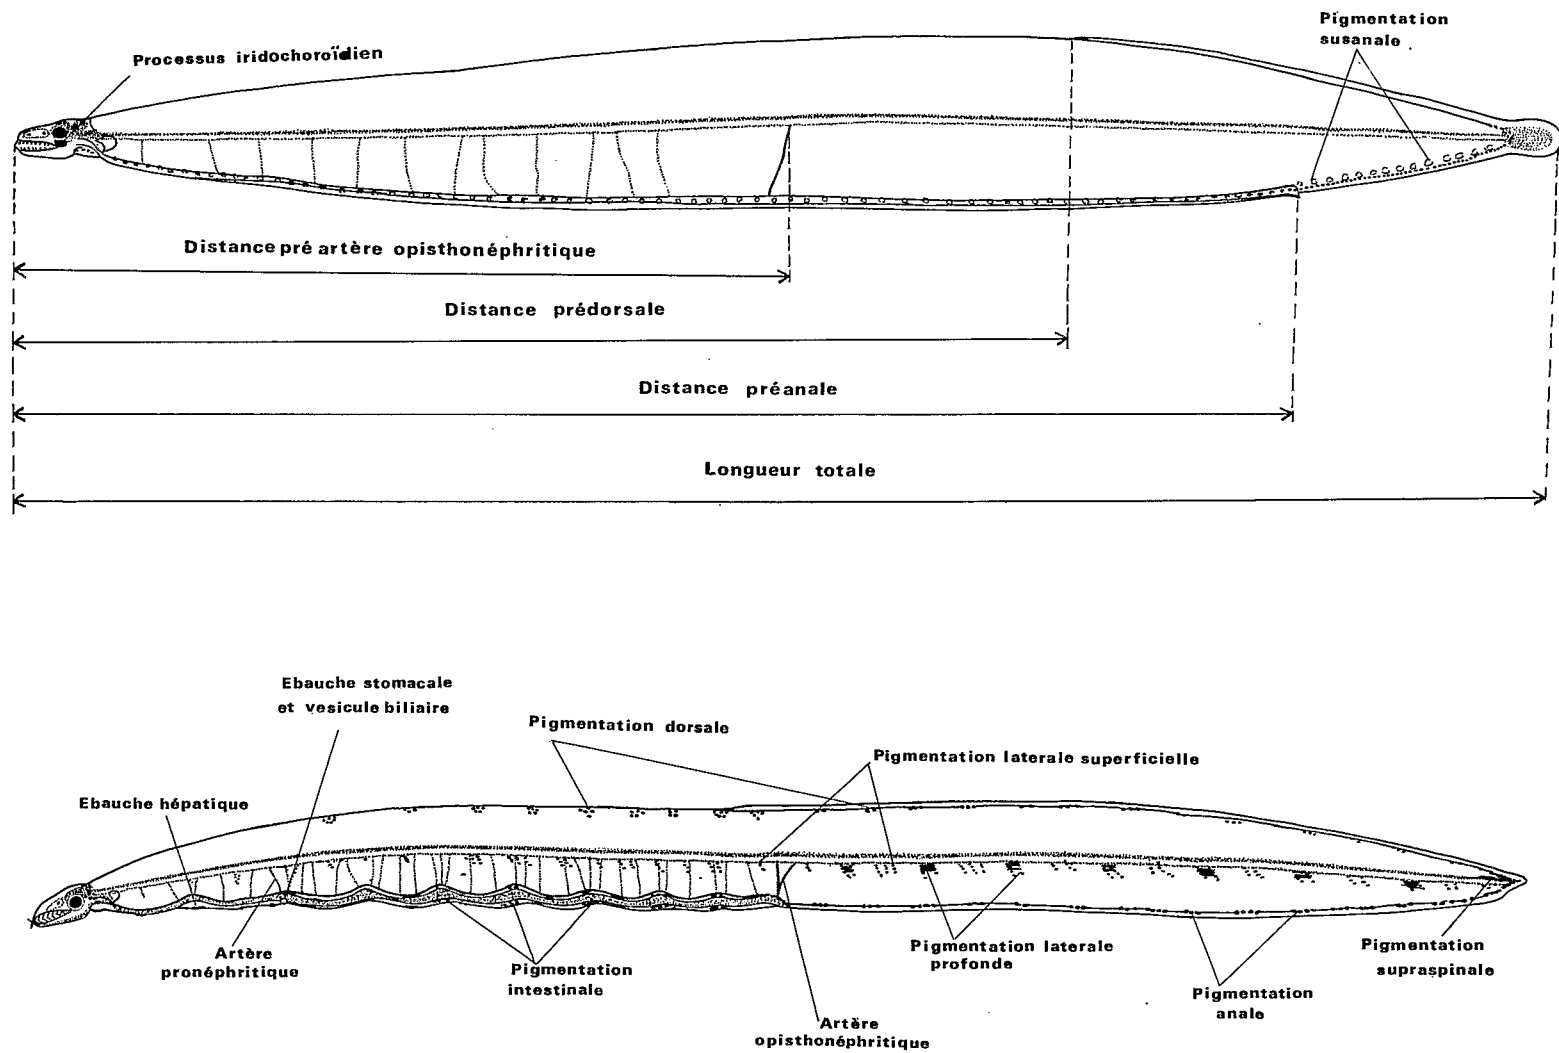 Pigmentation
susanale
Processus iridochoroïdien
Distance pré artère opisthonéphritique
Distance prédorsale
Distance préanale
Longueur totale
Ebauche stomacale
et vesicule biliaire
Pigmentation dorsale
Pigmentation laterale superficielle
Ebauche hépatique
Artère
pronéphritique
Pigmentation
intestinale
Pigmentation laterale
profonde
Pigmentation
supraspinale
Pigmentation
anale
Artère
opisthonéphritique